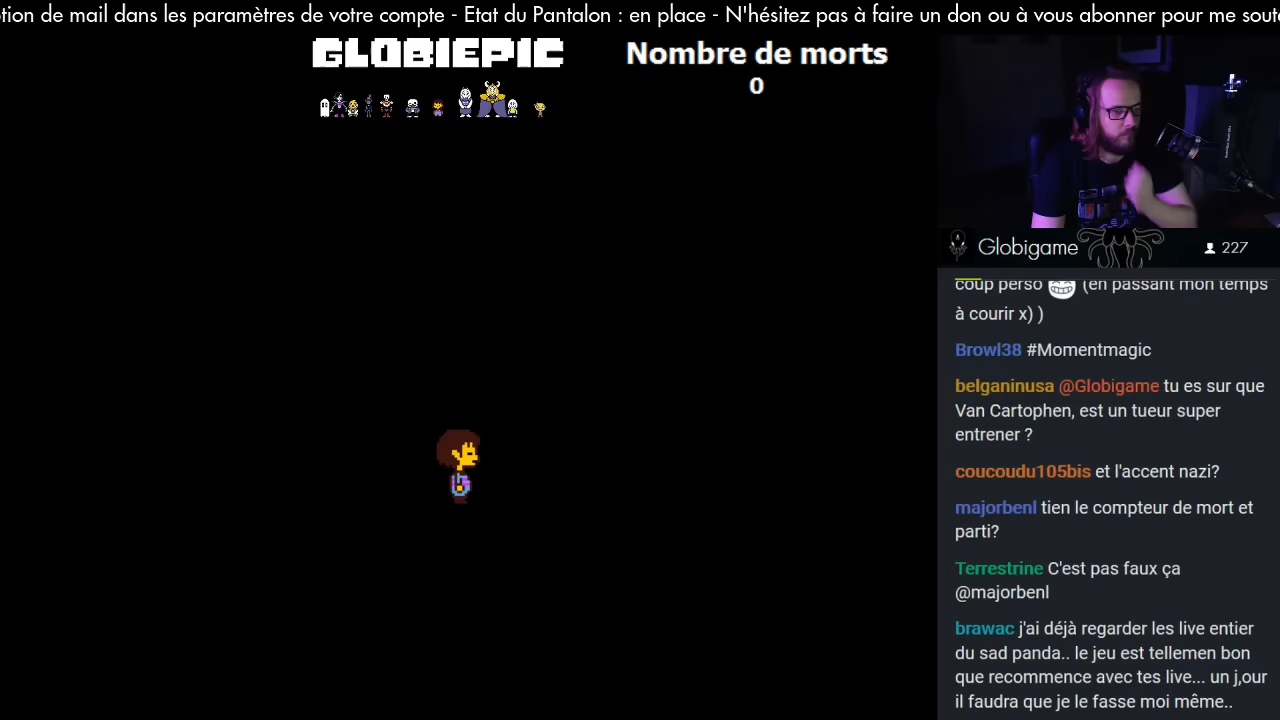 tion de mail dans les paramètres de votre compte - Etat du Pantalon : en place - N'hésitez pas à faire un don ou à vous abonner pour me soute
GLOBIEPIC
Nombre de morts
0
Globigame
227
coup perso (en passant mon temps
à courir x) )
Browl38 #Momentmagic
belganinusa @Globigame tu es sur que
Van Cartophen, est un tueur super
entrener ?
coucoudu105bis et l'accent nazi?
majorbenl tien le compteur de mort et
parti?
Terrestrine C'est pas faux ça
@majorbenl
brawac j'ai déjà regarder les live entier
du sad panda.. le jeu est tellemen bon
que recommence avec tes live... un j,our
il faudra que je le fasse moi même..